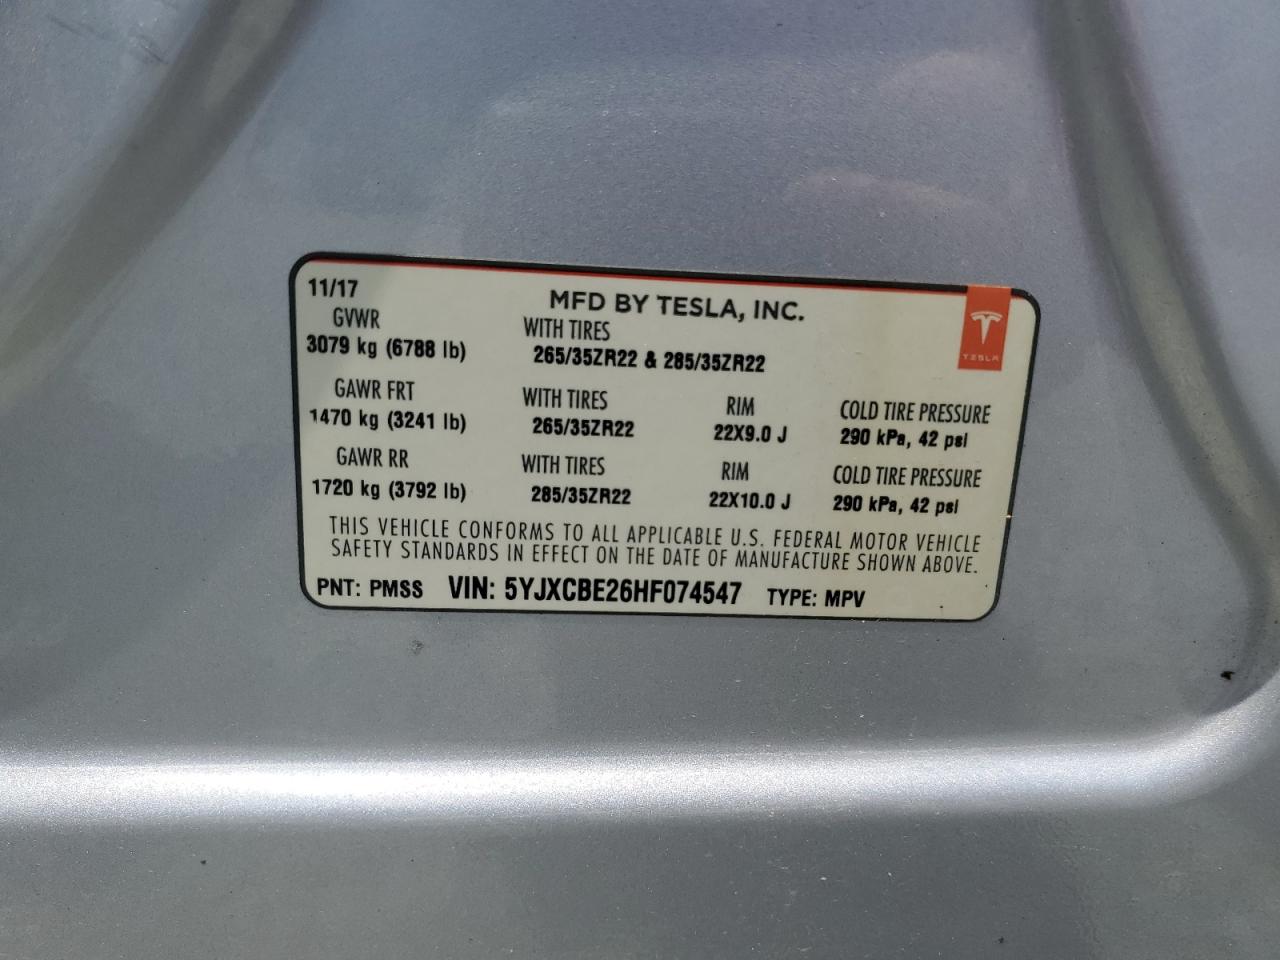 11/17 MFD BY TESLA, INC.
GVWR WITH TIRES
3079 kg (6788 lb) 265/35ZR22 & 285/35ZR22
TESLA
GAWR FRT WITH TIRES RIM COLD TIRE PRESSURE
1470 kg (3241 lb) 265/35ZR22 22X9.0 J 290 kPa, 42 psi
GAWR RR WITH TIRES RIM COLD TIRE PRESSURE
1720 kg (3792 lb) 285/35ZR22 22X10.0 J 290 kPa, 42 psi
THIS VEHICLE CONFORMS TO ALL APPLICABLE U.S. FEDERAL MOTOR VEHICLE
SAFETY STANDARDS IN EFFECT ON THE DATE OF MANUFACTURE SHOWN ABOVE.
PNT: PMSS VIN: 5YJXCBE26HF074547 TYPE: MPV